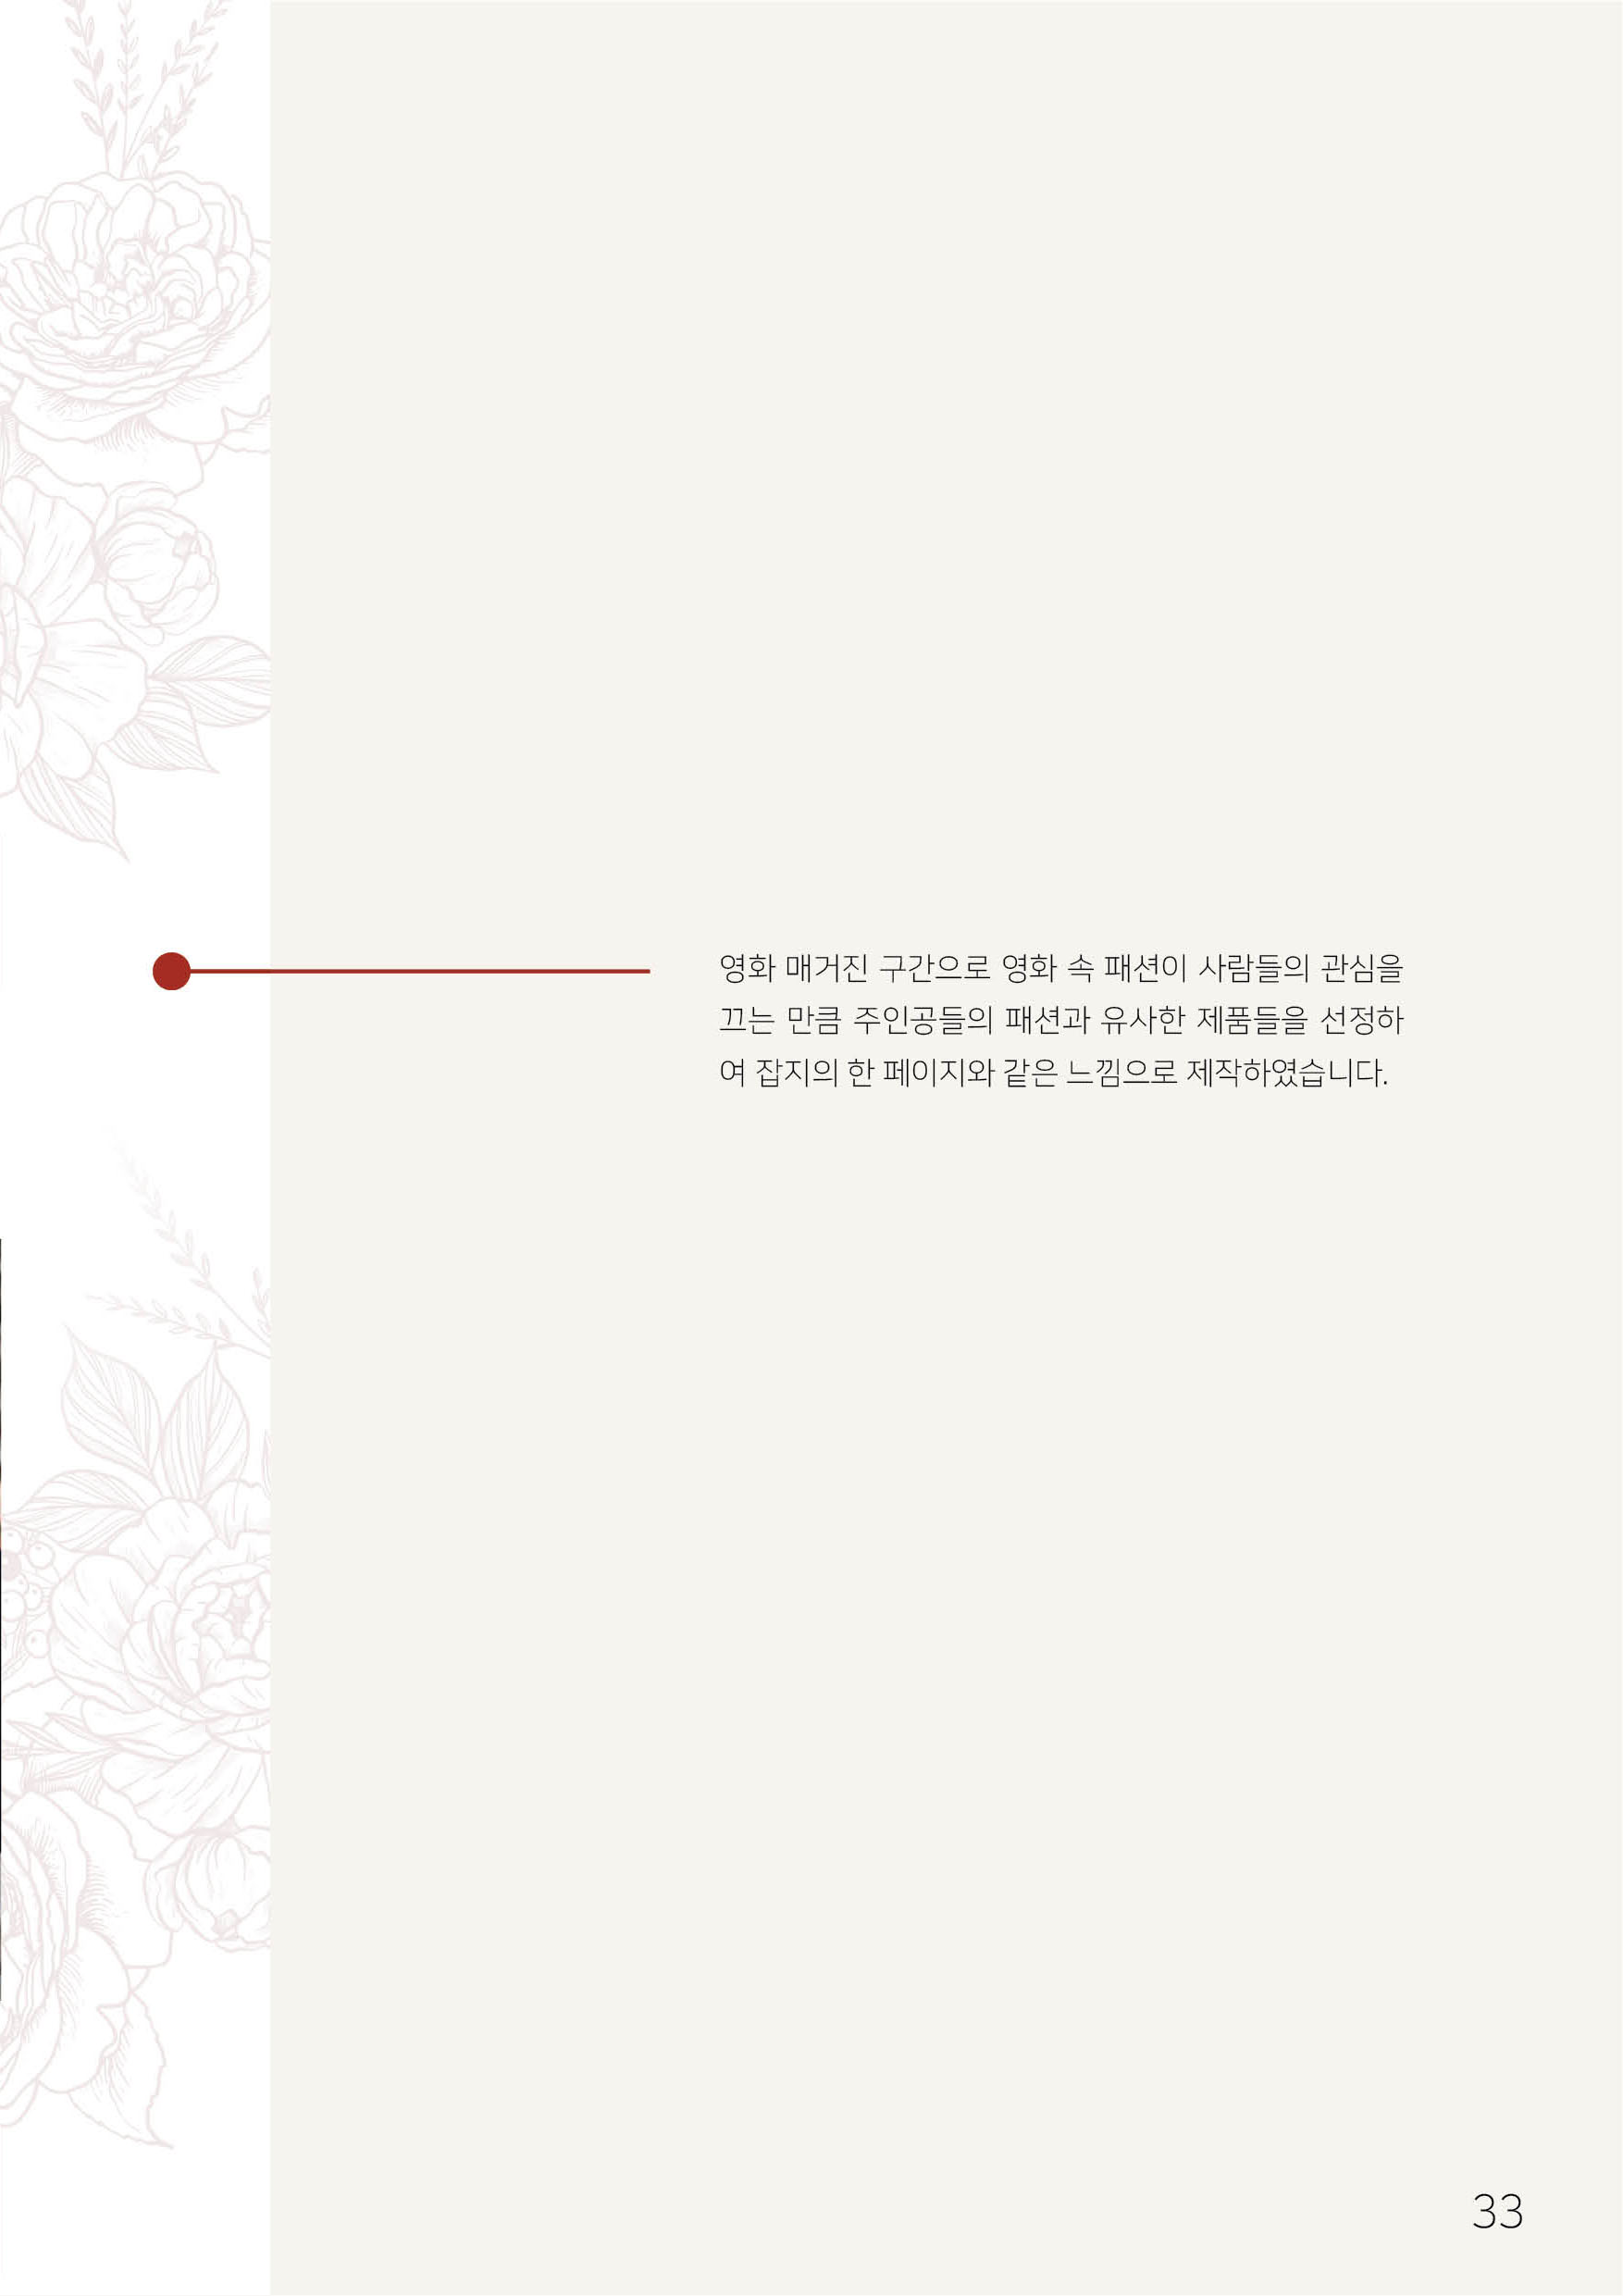 영화 매거진 구간으로 영화 속 패션이 사람들의 관심을
끄는 만큼 주인공들의 패션과 유사한 제품들을 선정하
여 잡지의 한 페이지와 같은 느낌으로 제작하였습니다.
33